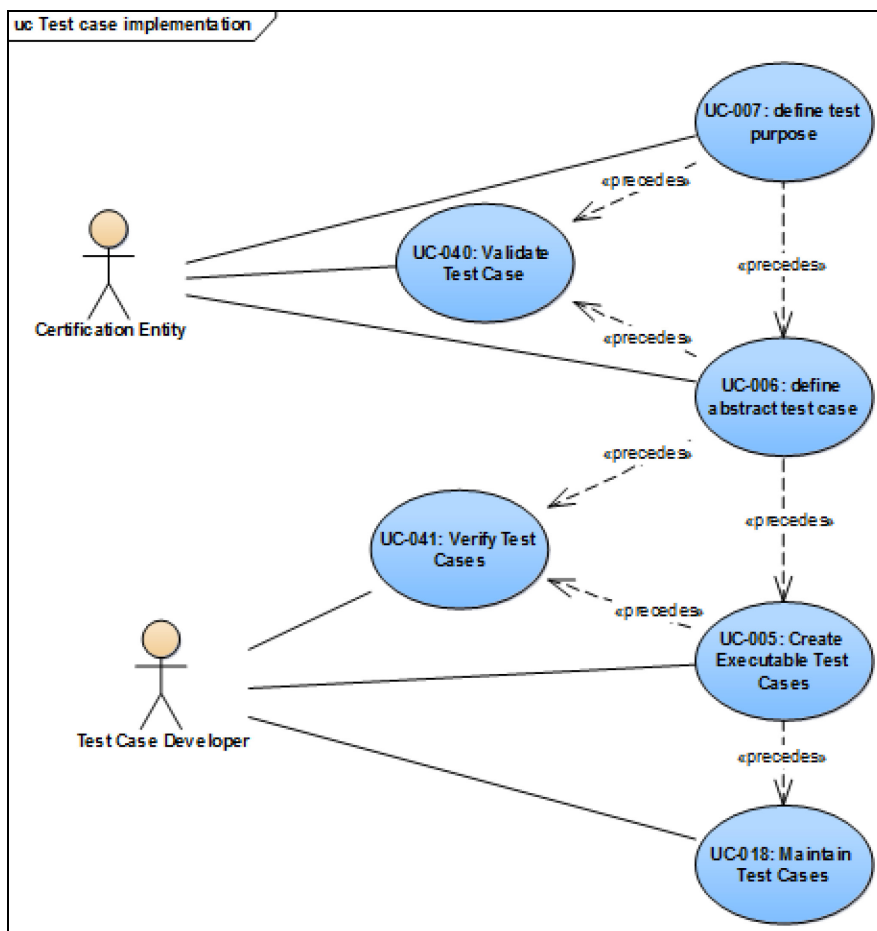 uc Test case implementation
UC-007: define test
purpose
«precedes»
UC-040: Validate
Test Case
«precedes»
Certification Entity
«precedes»
UC-006: define
abstract test case
«precedes»
«precedes»
UC-041: Verify Test
Cases
«precedes»
UC-005: Create
Executable Test
Cases
Test Case Developer
«precedes»
UC-018: Maintain
Test Cases